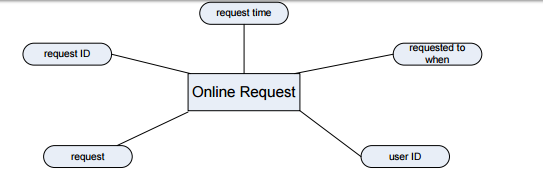 request time
request ID
requested to
when
Online Request
request
user ID